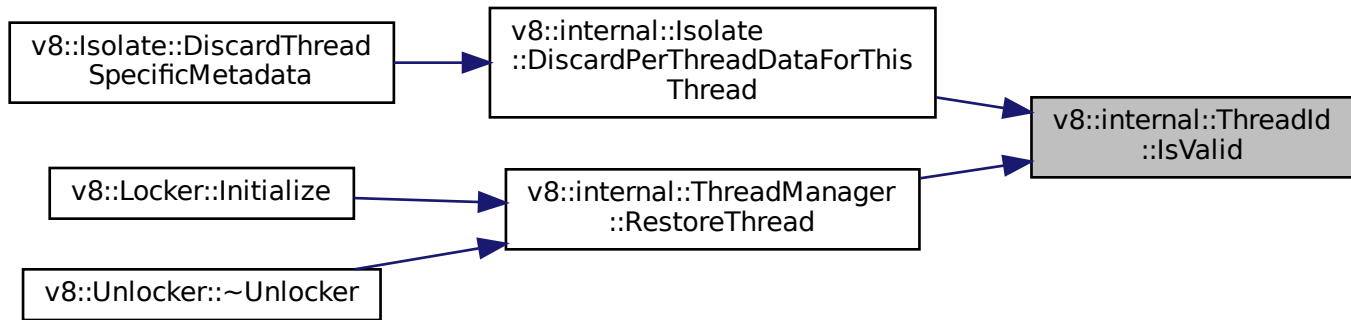 v8::Isolate::DiscardThread
SpecificMetadata
v8::internal::Isolate
::DiscardPerThreadDataForThis
Thread
v8::internal::ThreadId
::IsValid
v8::Locker::Initialize
v8::internal::ThreadManager
::RestoreThread
v8::Unlocker::~Unlocker